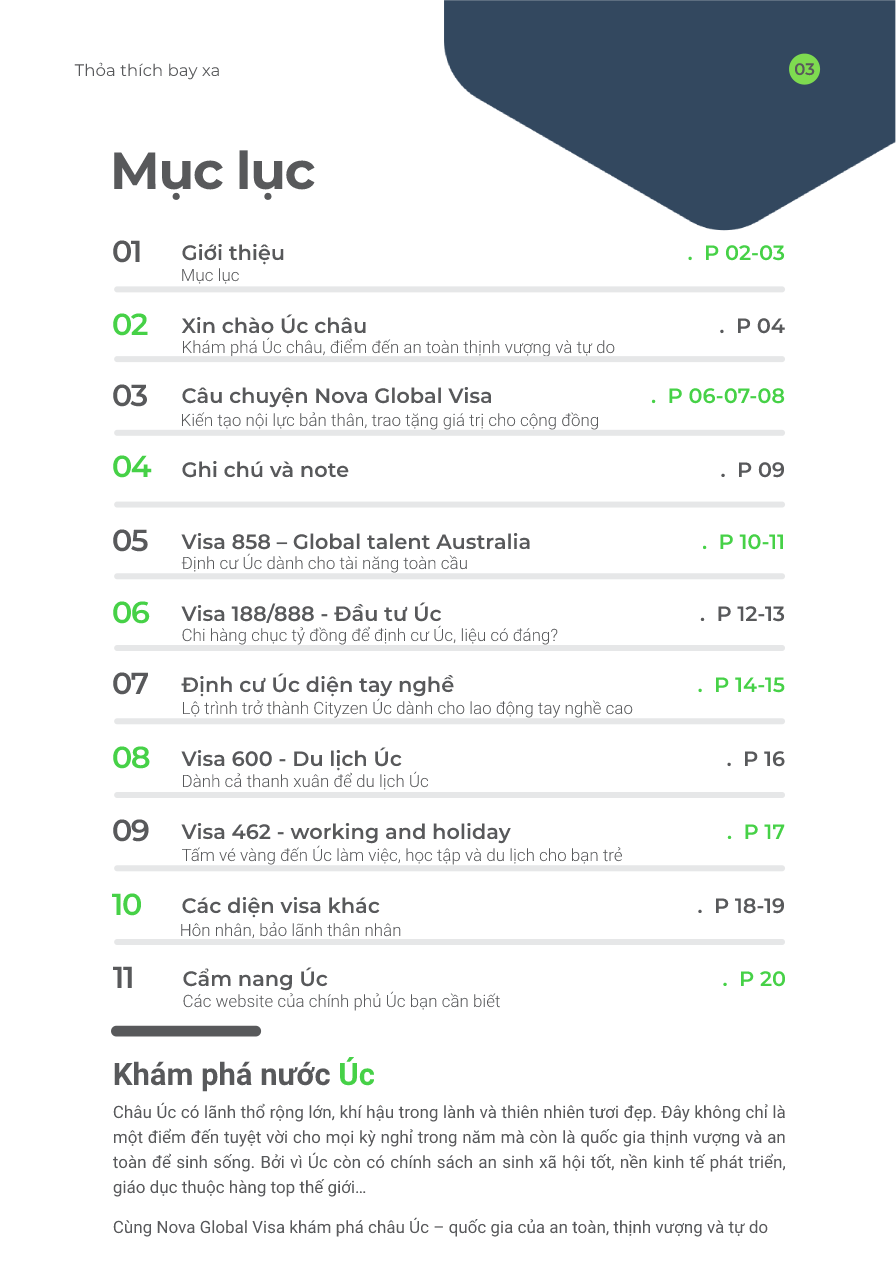 Thỏa thích bay xa
03
Mục lục
01 Giới thiệu . P 02-03
Mục lục
02 Xin chào Úc châu . P 04
Khám phá Úc châu, điểm đến an toàn thịnh vượng và tự do
03 Câu chuyện Nova Global Visa . P 06-07-08
Kiến tạo nội lực bản thân, trao tặng giá trị cho cộng đồng
04 Ghi chú và note . P 09
05 Visa 858 – Global talent Australia . P 10-11
Định cư Úc dành cho tài năng toàn cầu
06 Visa 188/888 - Đầu tư Úc . P 12-13
Chi hàng chục tỷ đồng để định cư Úc, liệu có đáng?
07 Định cư Úc diện tay nghề . P 14-15
Lộ trình trở thành Cityzen Úc dành cho lao động tay nghề cao
08 Visa 600 - Du lịch Úc . P 16
Dành cả thanh xuân để du lịch Úc
09 Visa 462 - working and holiday . P 17
Tấm vé vàng đến Úc làm việc, học tập và du lịch cho bạn trẻ
10 Các diện visa khác . P 18-19
Hôn nhân, bảo lãnh thân nhân
11 Cẩm nang Úc . P 20
Các website của chính phủ Úc bạn cần biết
Khám phá nước Úc
Châu Úc có lãnh thổ rộng lớn, khí hậu trong lành và thiên nhiên tươi đẹp. Đây không chỉ là
một điểm đến tuyệt vời cho mọi kỳ nghỉ trong năm mà còn là quốc gia thịnh vượng và an
toàn để sinh sống. Bởi vì Úc còn có chính sách an sinh xã hội tốt, nền kinh tế phát triển,
giáo dục thuộc hàng top thế giới…
Cùng Nova Global Visa khám phá châu Úc – quốc gia của an toàn, thịnh vượng và tự do